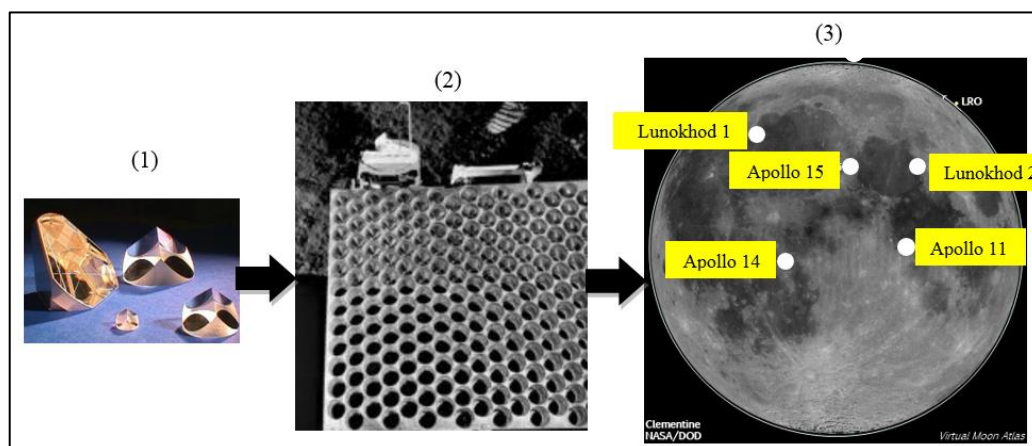 (1)
(2)
(3)
LRO
Lunokhod 1
Apollo 15
Lunokhod 2
Apollo 14
Apollo 11
Clementine
NASA/DOD
Virtual Moon Atlas